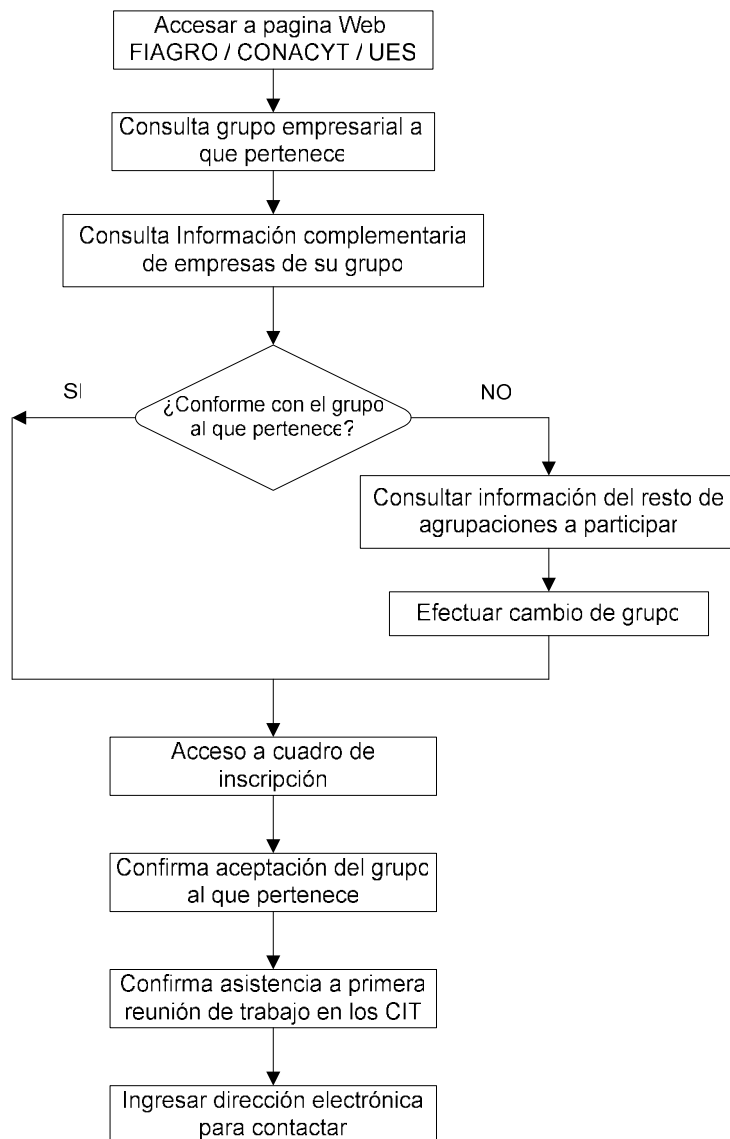 Accesar a pagina Web
FIAGRO / CONACYT / UES
Consulta grupo empresarial a
que pertenece
Consulta Información complementaria
de empresas de su grupo
¿Conforme con el grupo
al que pertenece?
SI
NO
Consultar información del resto de
agrupaciones a participar
Efectuar cambio de grupo
Acceso a cuadro de
inscripción
Confirma aceptación del grupo
al que pertenece
Confirma asistencia a primera
reunión de trabajo en los CIT
Ingresar dirección electrónica
para contactar